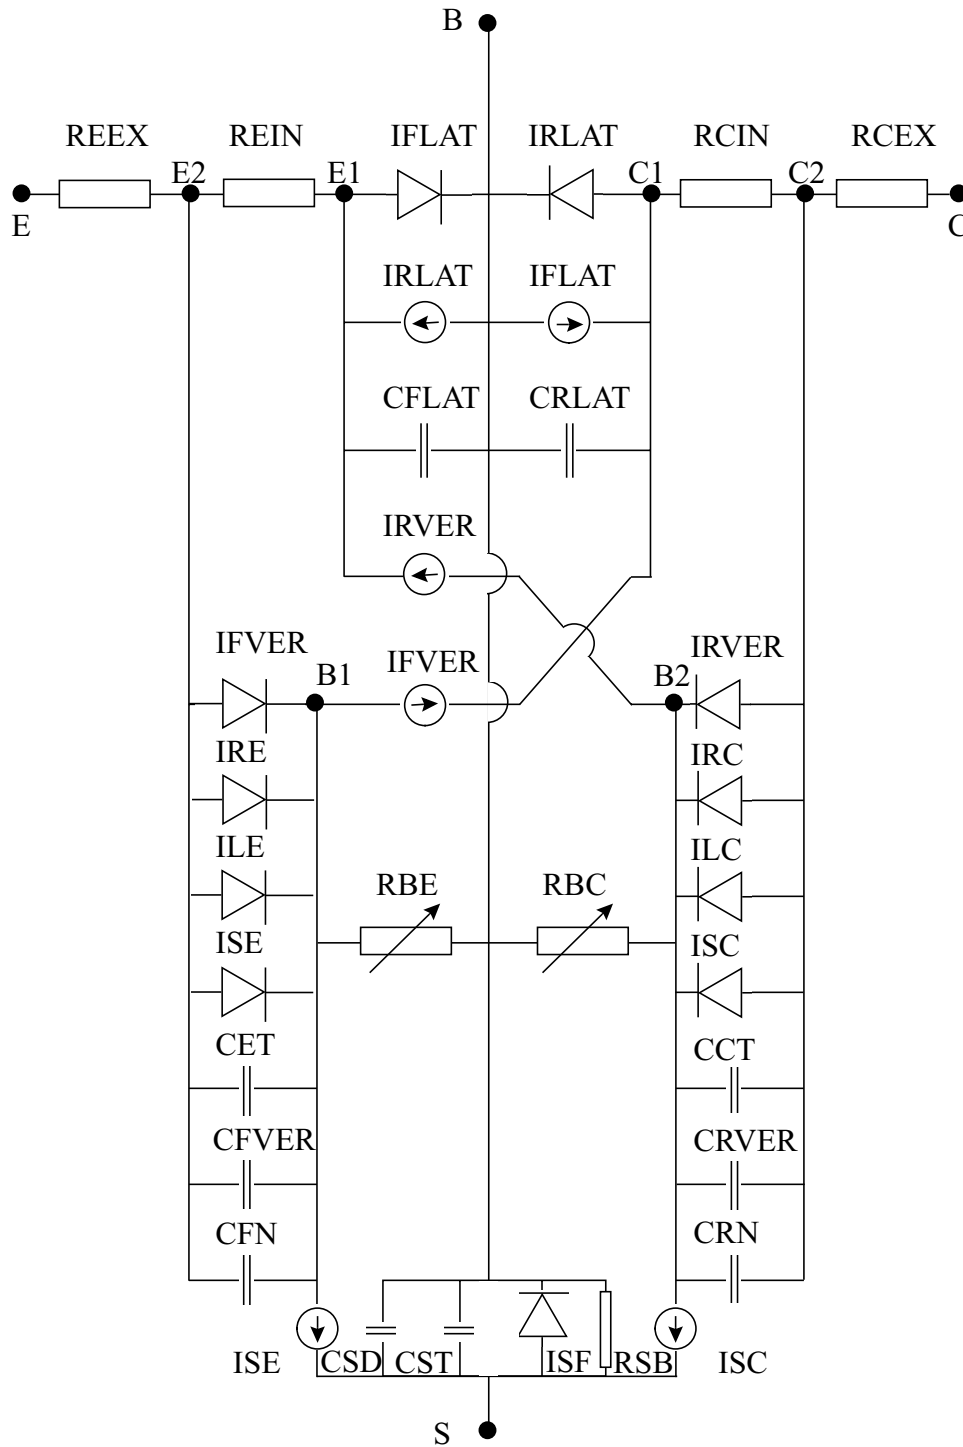 B
REEX REIN IFLAT IRLAT RCIN RCEX
E2 E1 C1 C2
E C
IRLAT IFLAT
CFLAT CRLAT
IRVER
IFVER IFVER IRVER
B1 B2
IRE IRC
ILE ILC
RBE RBC
ISE ISC
CET CCT
CFVER CRVER
CFN CRN
ISE CSD CST ISF RSB ISC
S